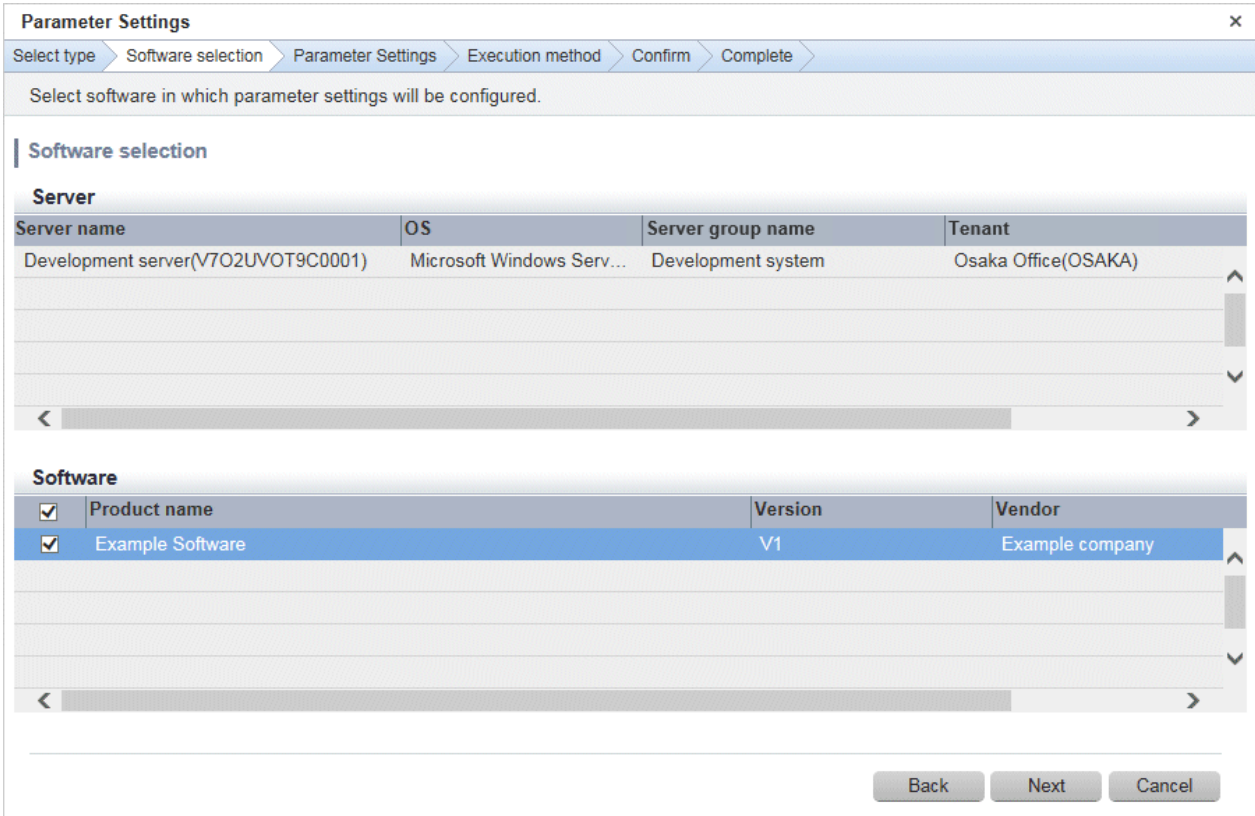 Parameter Settings
Select type Software selection Parameter Settings Execution method Confirm Complete
Select software in which parameter settings will be configured.
Software selection
Server
Server name OS Server group name Tenant
Development server(V7O2UVOT9C0001) Microsoft Windows Serv... Development system Osaka Office(OSAKA)
Software
Product name Version Vendor
Example Software V1 Example company
Back Next Cancel